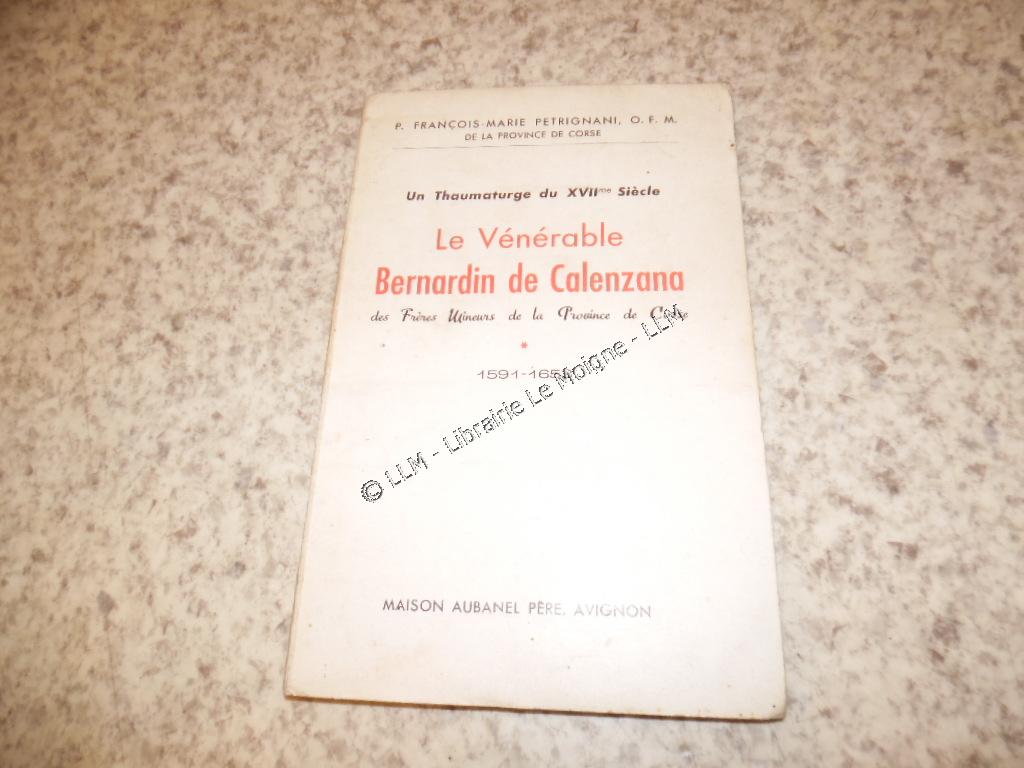 P. FRANÇOIS-MARIE PETRIGNANI, O. F. M.
DE LA PROVINCE DE CORSE
Un Thaumaturge du XVIIme Siècle
Le Vénérable
Bernardin de Calenzana
des Frères Mineurs de la Province de Corse
*
1591-165
© LLM - Librairie Le Moigne - LLM
MAISON AUBANEL PÈRE, AVIGNON